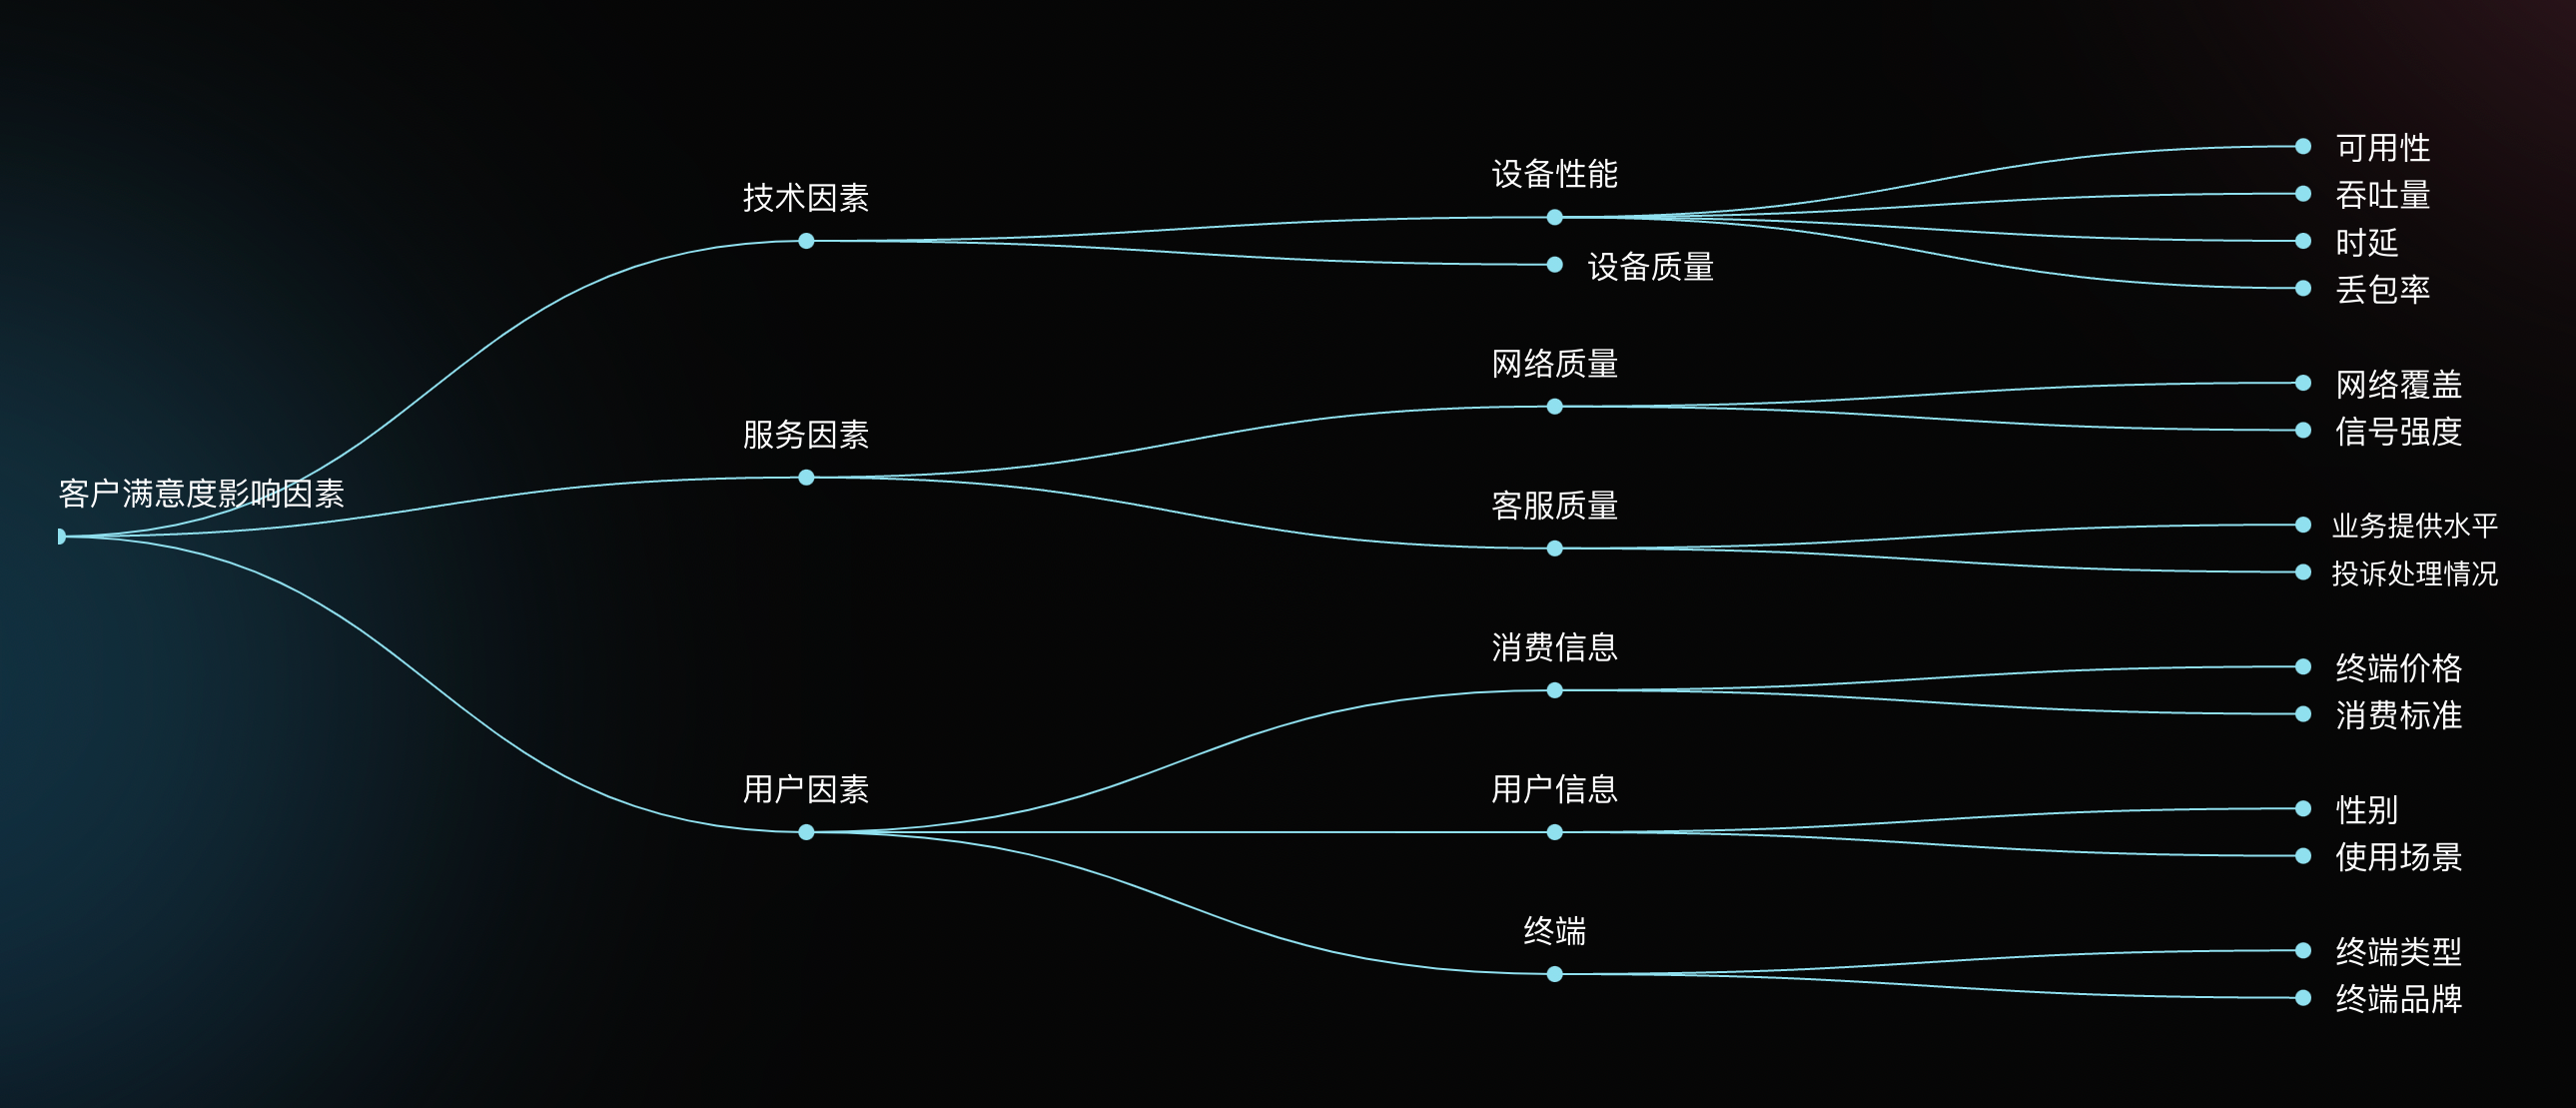 客户满意度影响因素
技术因素
设备性能
可用性
吞吐量
时延
丢包率
设备质量
服务因素
网络质量
网络覆盖
信号强度
客服质量
业务提供水平
投诉处理情况
用户因素
消费信息
终端价格
消费标准
用户信息
性别
使用场景
终端
终端类型
终端品牌